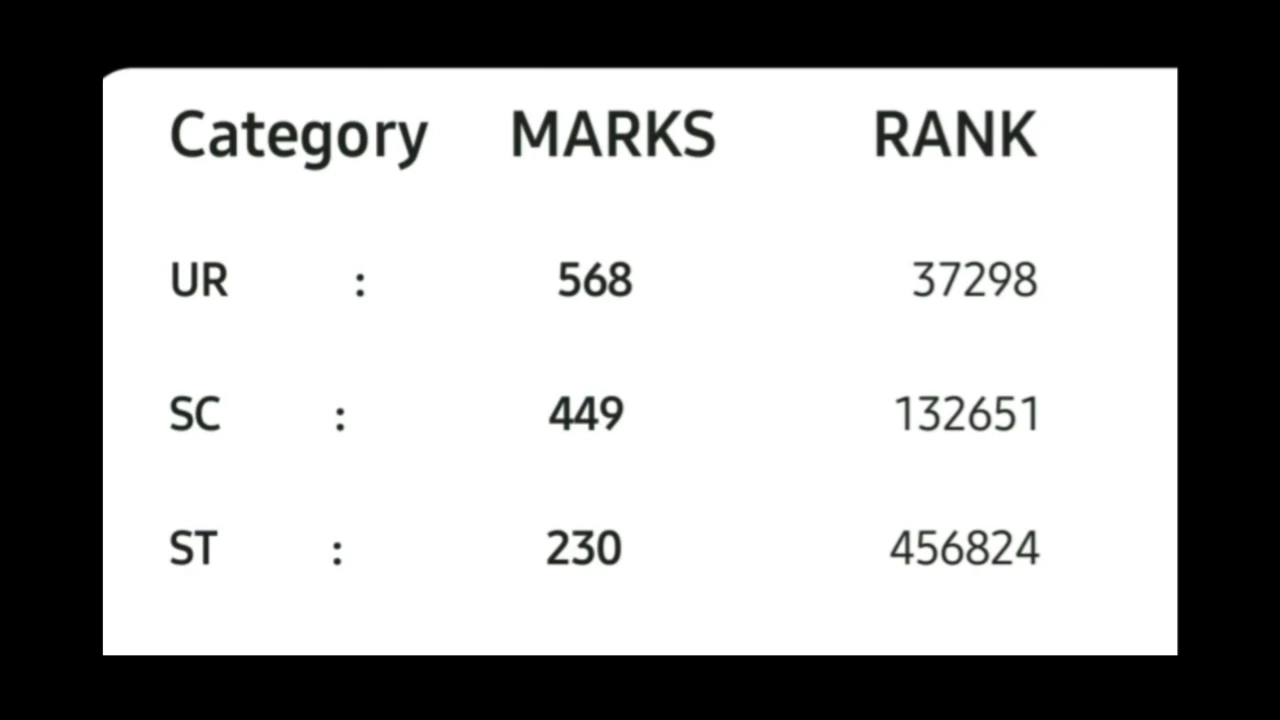 Category MARKS RANK
UR : 568 37298
SC : 449 132651
ST : 230 456824